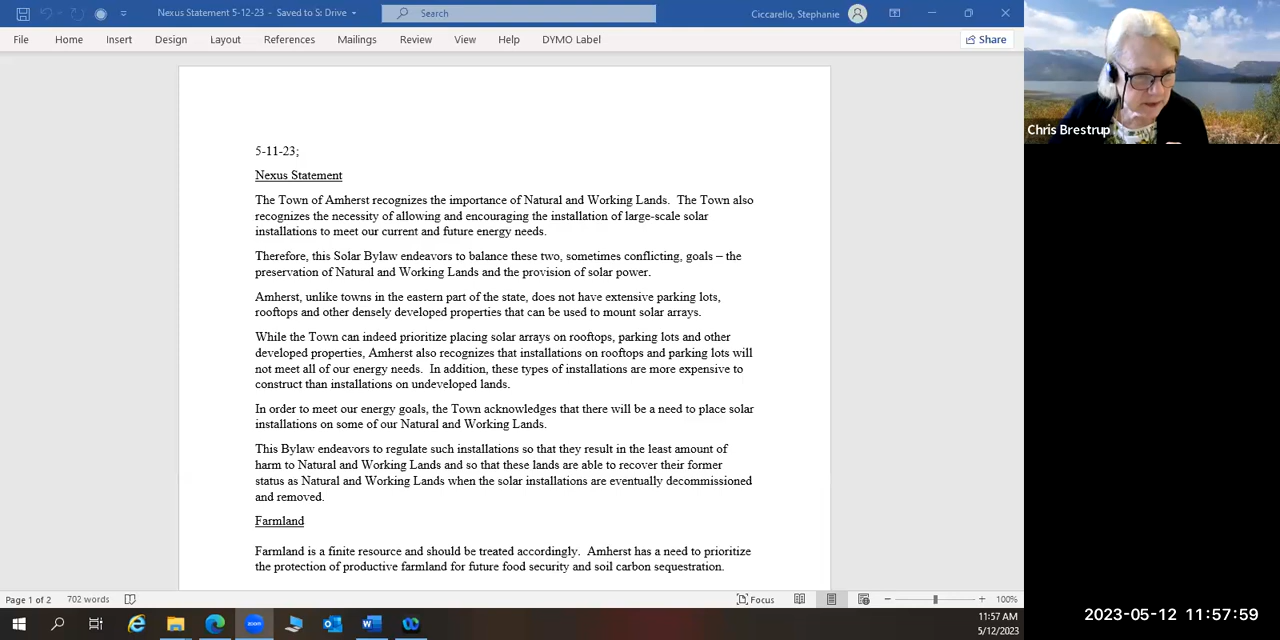 Nexus Statement 5-12-23 - Saved to S: Drive
Search
Ciccarello, Stephanie
File Home Insert Design Layout References Mailings Review View Help DYMO Label
Share
5-11-23;
Nexus Statement
The Town of Amherst recognizes the importance of Natural and Working Lands. The Town also
recognizes the necessity of allowing and encouraging the installation of large-scale solar
installations to meet our current and future energy needs.
Therefore, this Solar Bylaw endeavors to balance these two, sometimes conflicting, goals – the
preservation of Natural and Working Lands and the provision of solar power.
Amherst, unlike towns in the eastern part of the state, does not have extensive parking lots,
rooftops and other densely developed properties that can be used to mount solar arrays.
While the Town can indeed prioritize placing solar arrays on rooftops, parking lots and other
developed properties, Amherst also recognizes that installations on rooftops and parking lots will
not meet all of our energy needs. In addition, these types of installations are more expensive to
construct than installations on undeveloped lands.
In order to meet our energy goals, the Town acknowledges that there will be a need to place solar
installations on some of our Natural and Working Lands.
This Bylaw endeavors to regulate such installations so that they result in the least amount of
harm to Natural and Working Lands and so that these lands are able to recover their former
status as Natural and Working Lands when the solar installations are eventually decommissioned
and removed.
Farmland
Farmland is a finite resource and should be treated accordingly. Amherst has a need to prioritize
the protection of productive farmland for future food security and soil carbon sequestration.
Page 1 of 2 702 words
Focus
100%
zoom
11:57 AM
5/12/2023
Chris Brestrup
2023-05-12 11:57:59